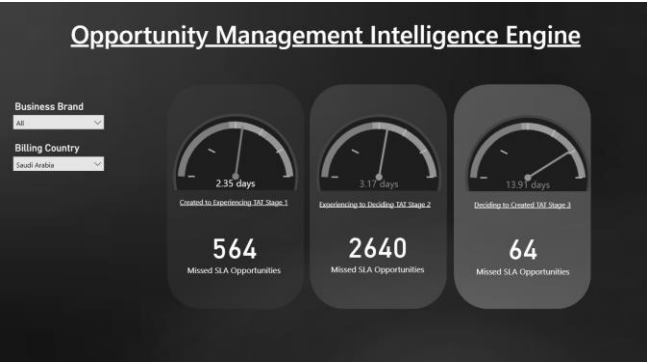 Opportunity Management Intelligence Engine
Business Brand
All
Billing Country
Saudi Arabia
2.35 days
Created to Experiencing TAT Stage 1
564
Missed SLA Opportunities
3.17 days
Experiencing to Deciding TAT Stage 2
2640
Missed SLA Opportunities
13.91 days
Deciding to Created TAT Stage 3
64
Missed SLA Opportunities